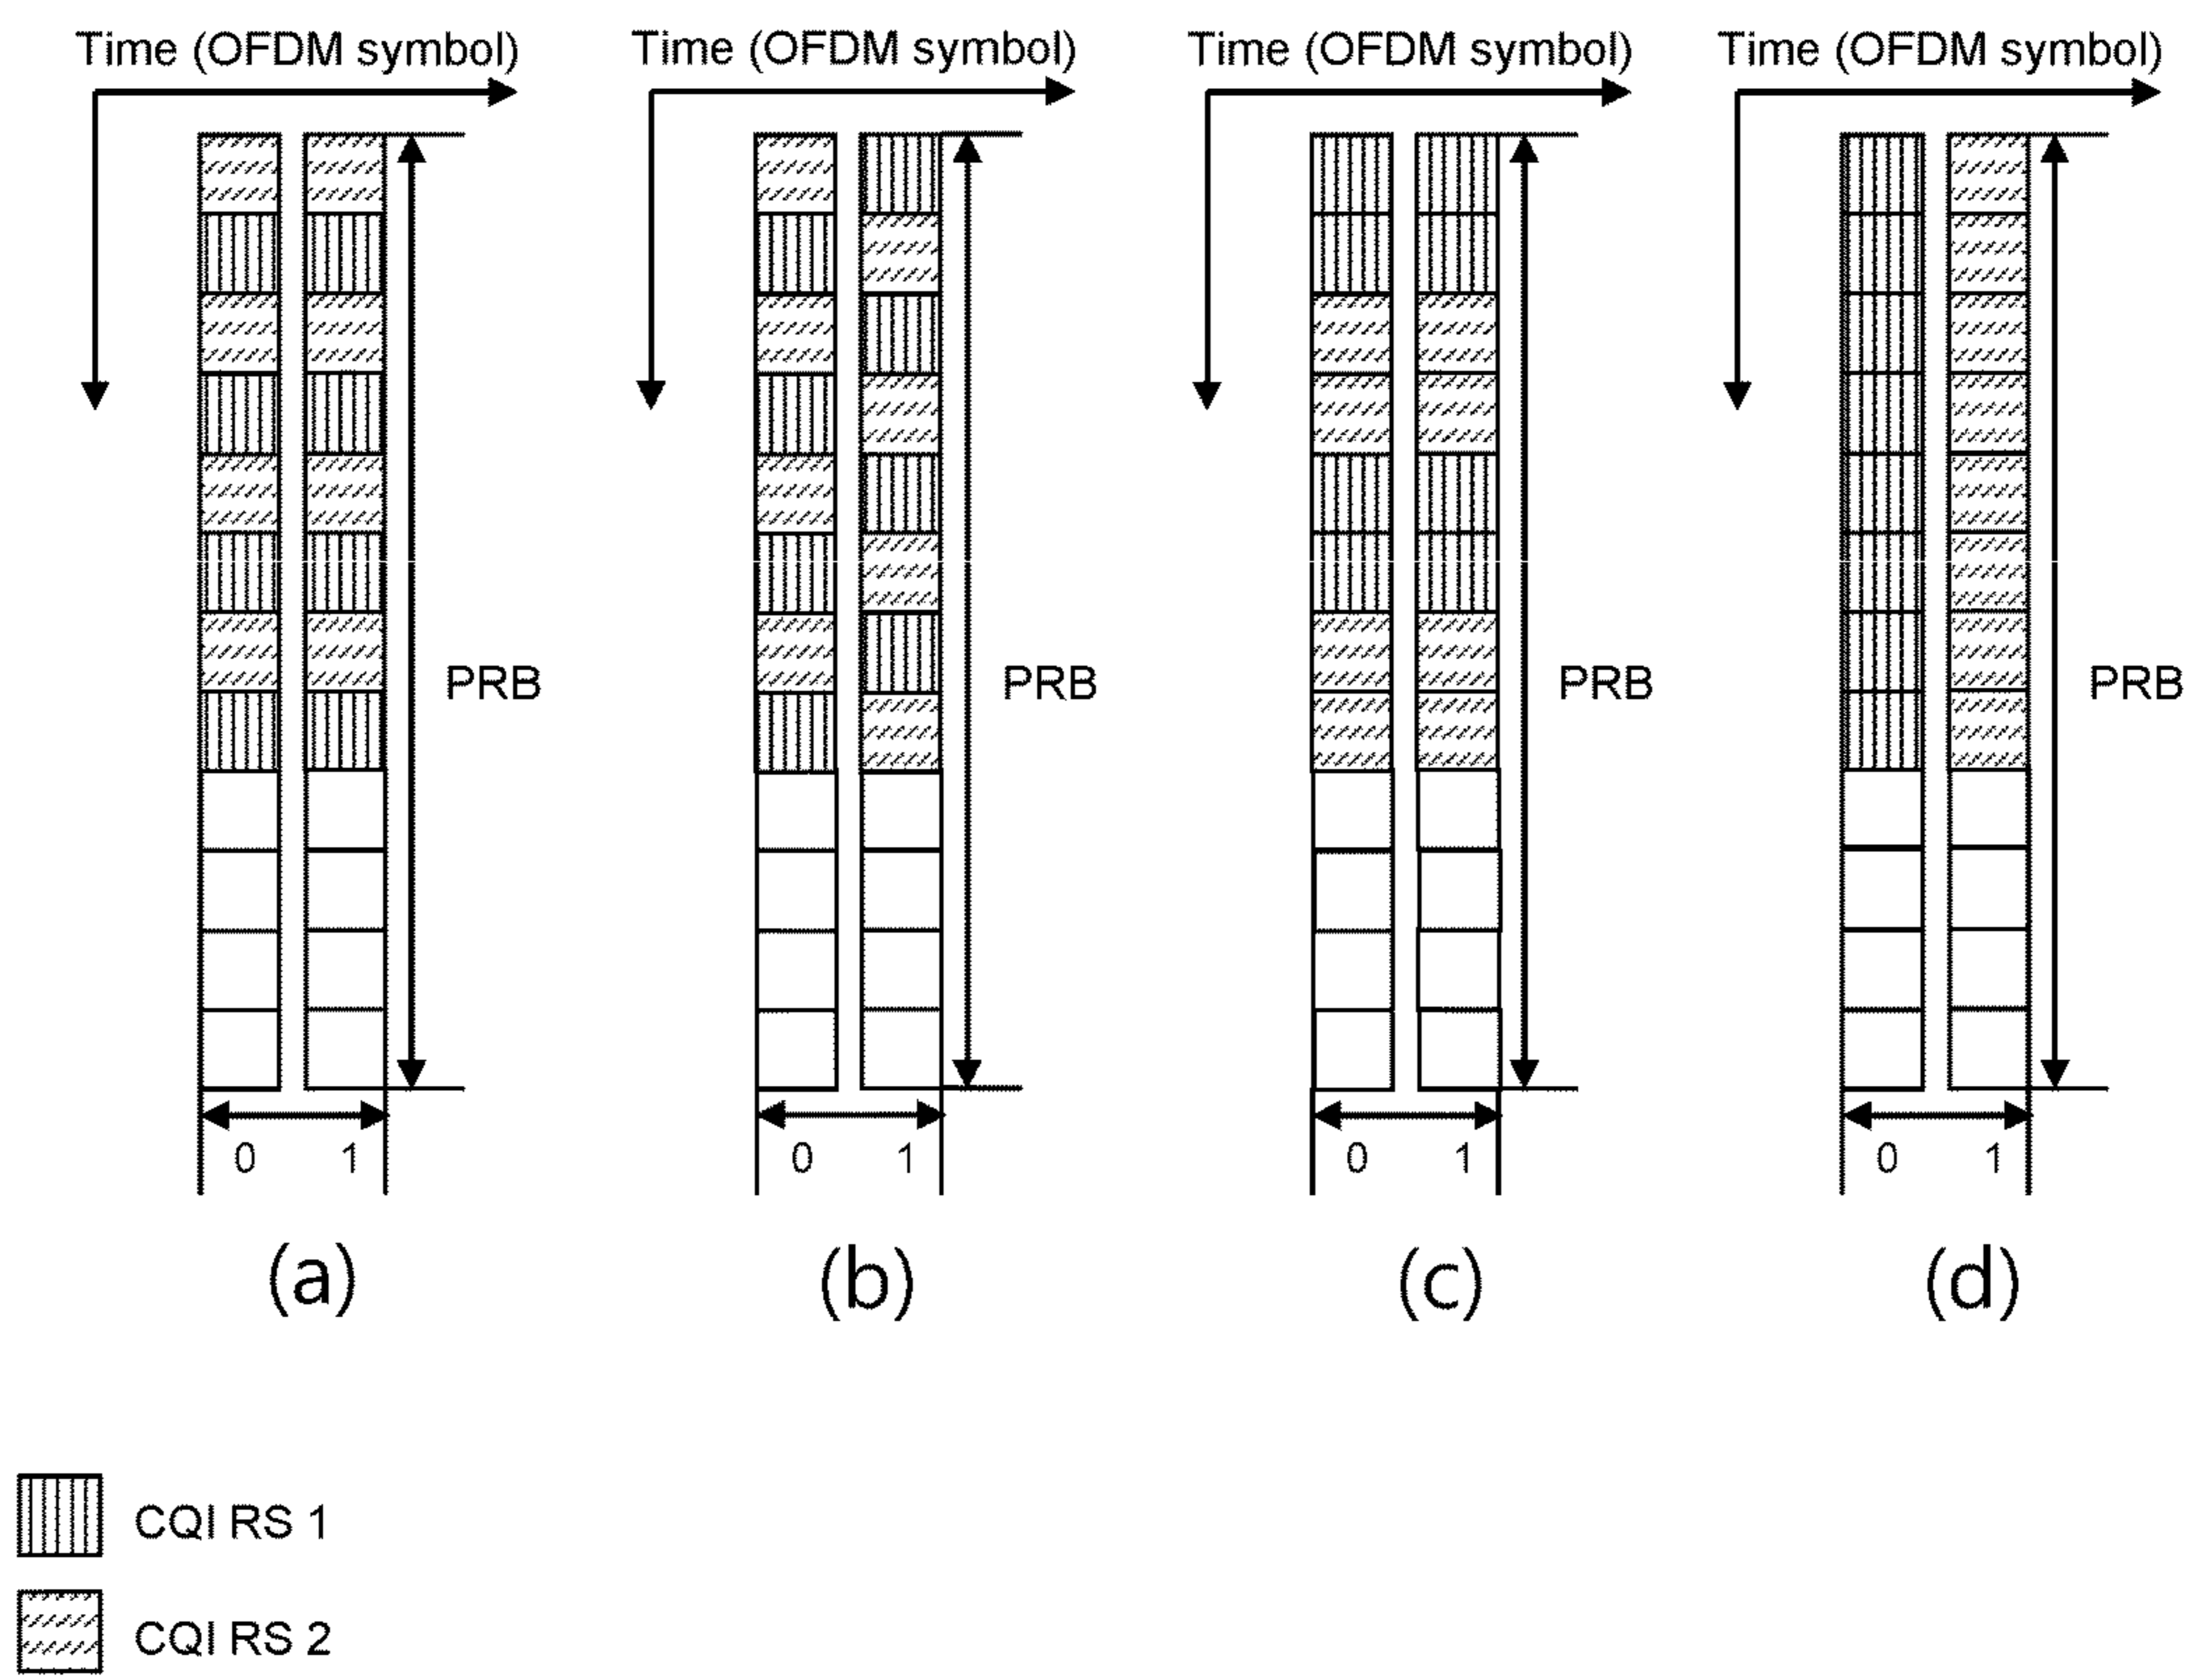 Time (OFDM symbol) Time (OFDM symbol) Time (OFDM symbol) Time (OFDM symbol)
PRB PRB PRB PRB
0 1 0 1 0 1 0 1
(a) (b) (c) (d)
CQI RS 1
CQI RS 2